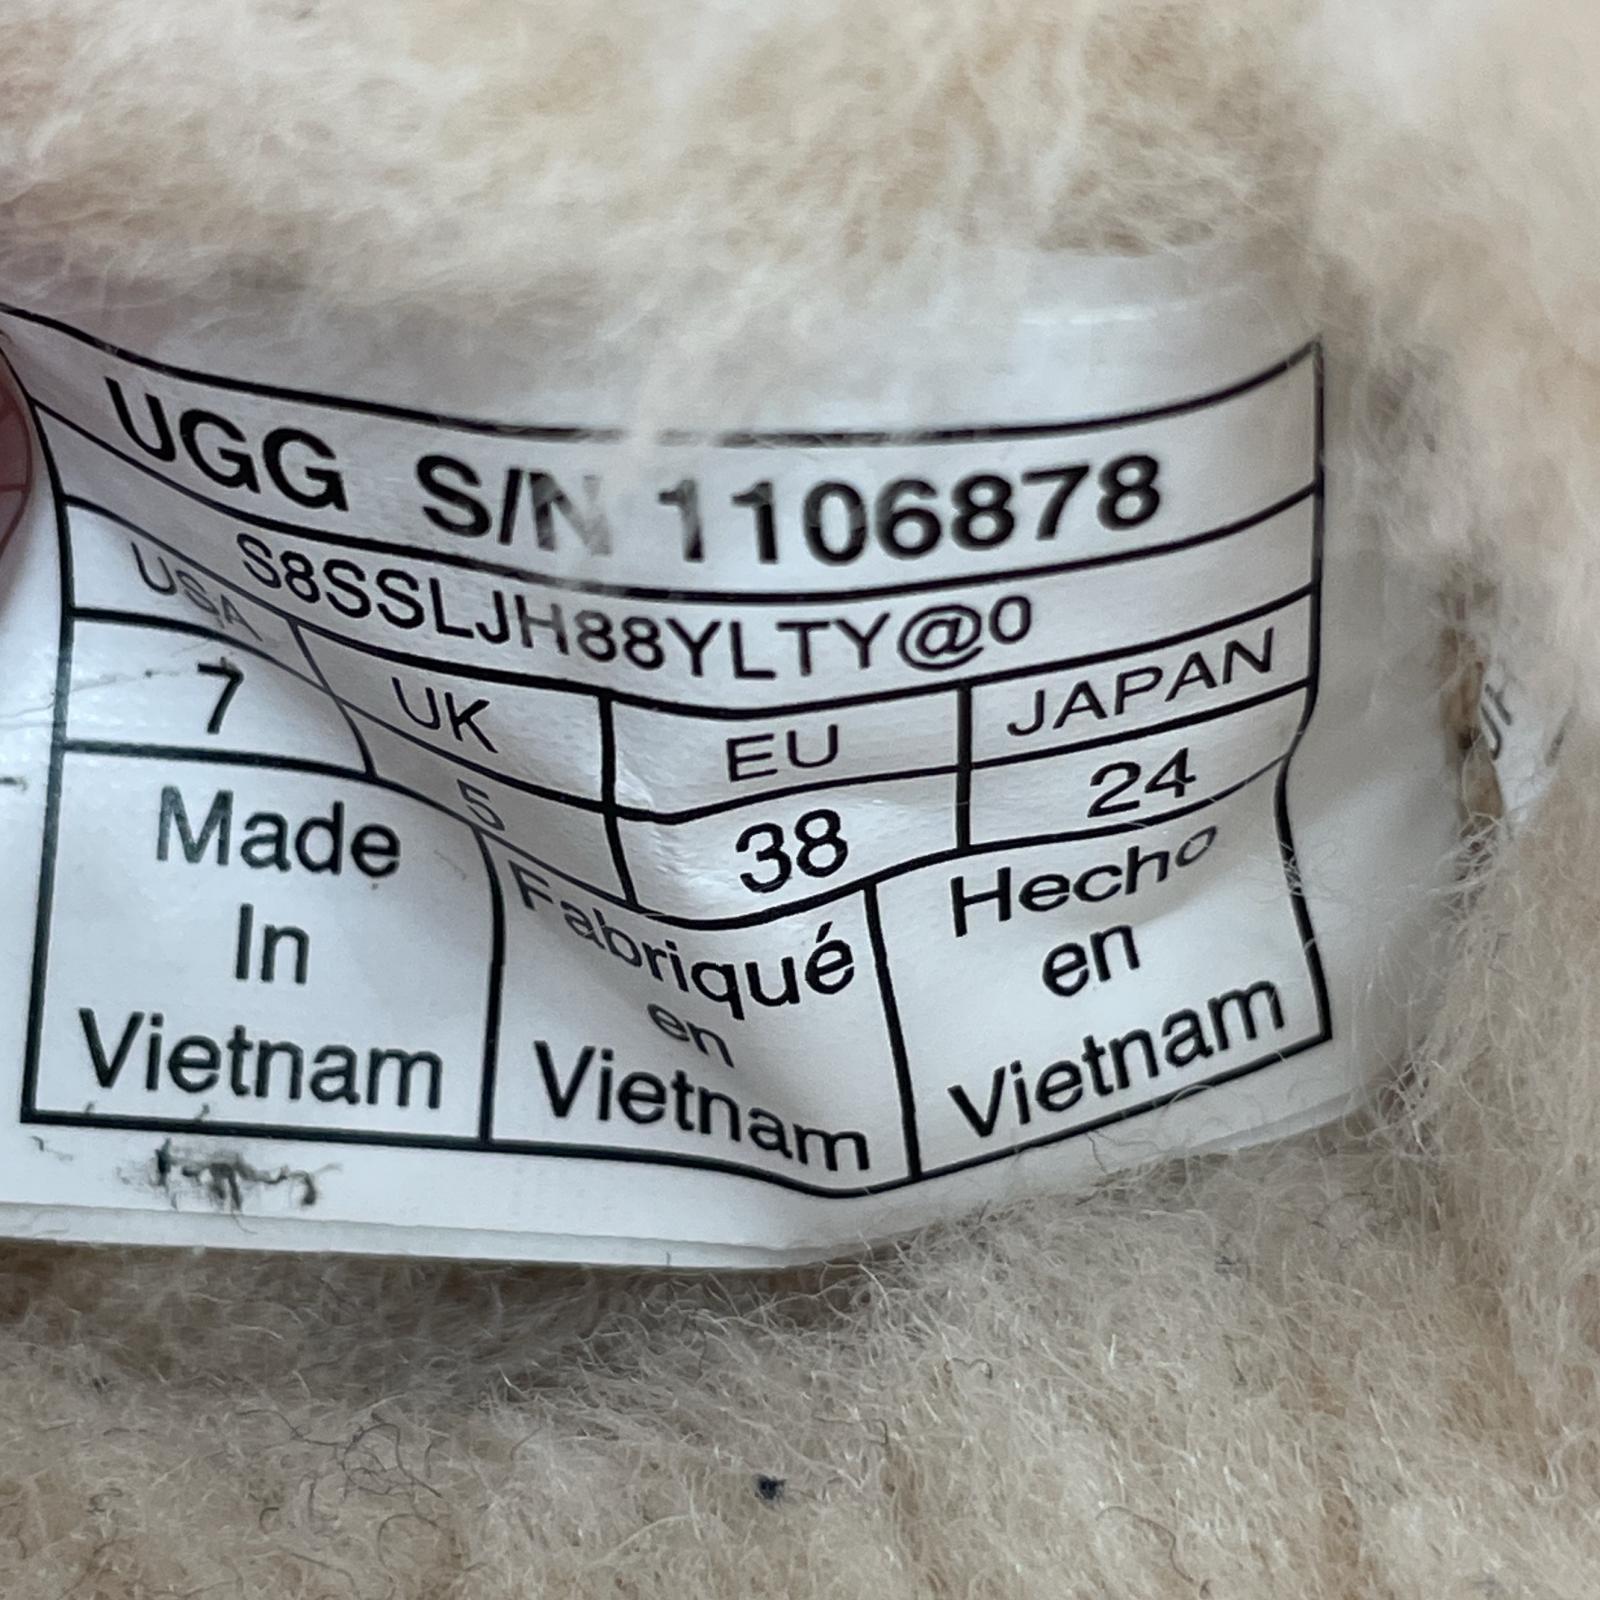 UGG S/N 1106878
S8SSLJH88YLTY@0
USA UK EU JAPAN
7 5 38 24
Made
In
Vietnam
Fabriqué
en
Vietnam
Hecho
en
Vietnam